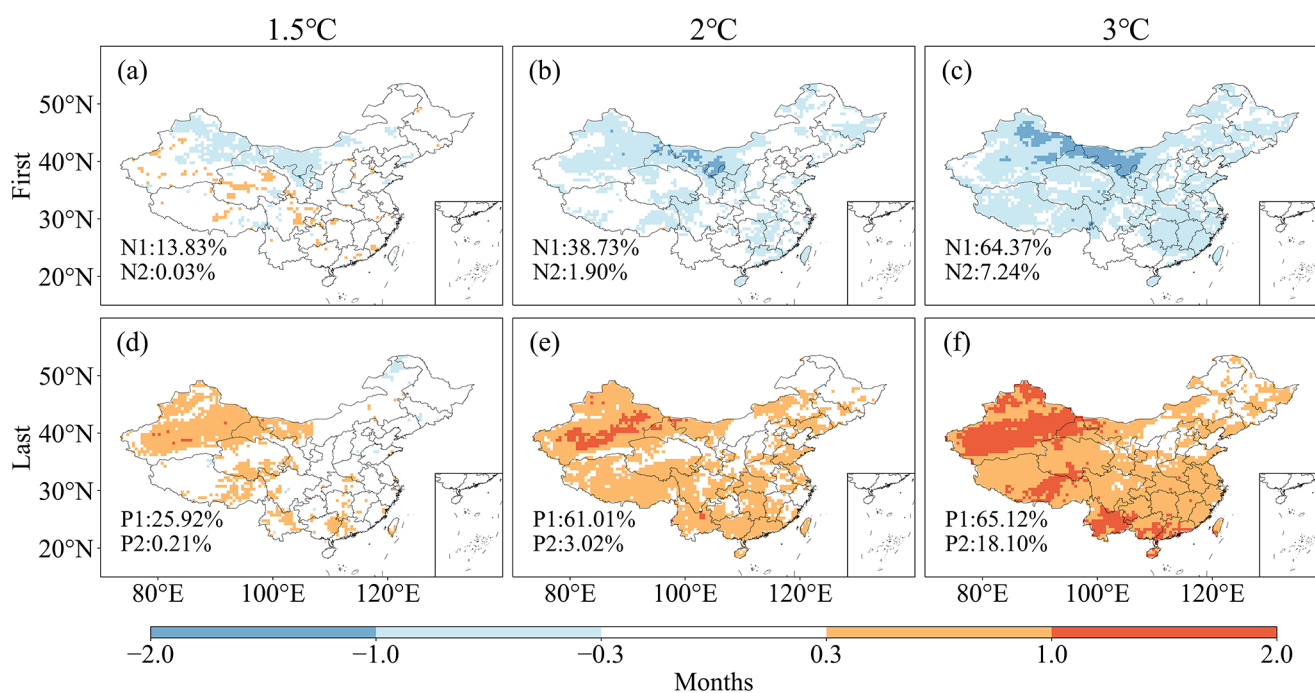 1.5℃ 2℃ 3℃
(a) (b) (c)
50°N
40°N
First
30°N
N1:13.83% N1:38.73% N1:64.37%
N2:0.03% N2:1.90% N2:7.24%
20°N
(d) (e) (f)
50°N
40°N
Last
30°N
P1:25.92% P1:61.01% P1:65.12%
P2:0.21% P2:3.02% P2:18.10%
20°N
80°E 100°E 120°E 80°E 100°E 120°E 80°E 100°E 120°E
−2.0 −1.0 −0.3 0.3 1.0 2.0
Months